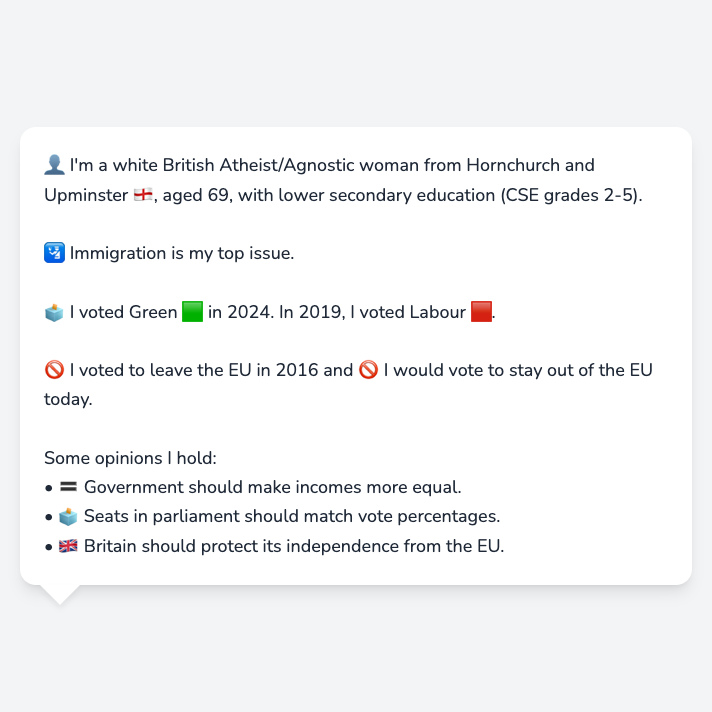 👤 I'm a white British Atheist/Agnostic woman from Hornchurch and
Upminster 🏴󠁧󠁢󠁥󠁮󠁧󠁿, aged 69, with lower secondary education (CSE grades 2-5).
🛂 Immigration is my top issue.
🗳️ I voted Green 🟩 in 2024. In 2019, I voted Labour 🟥.
🚫 I voted to leave the EU in 2016 and 🚫 I would vote to stay out of the EU
today.
Some opinions I hold:
• 🟰 Government should make incomes more equal.
• 🗳️ Seats in parliament should match vote percentages.
• 🇬🇧 Britain should protect its independence from the EU.